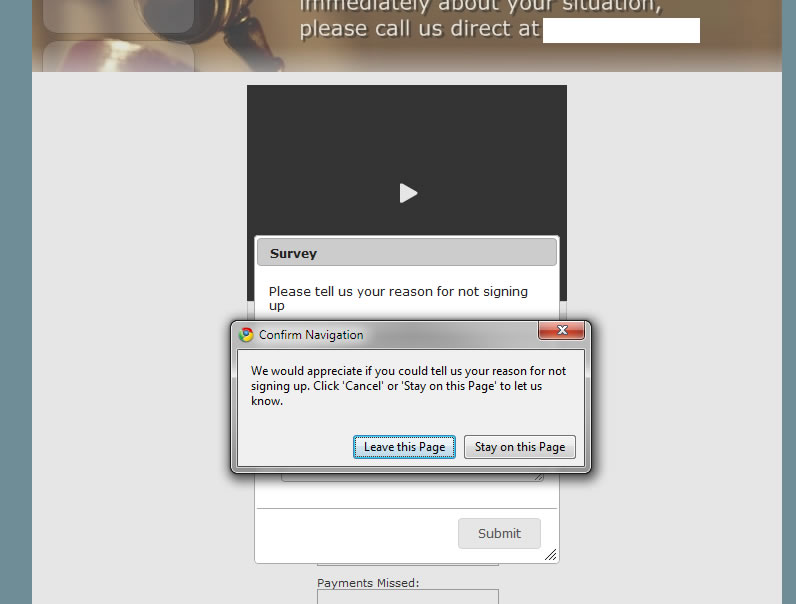 immediately about your situation,
please call us direct at
Survey
Please tell us your reason for not signing
up
Confirm Navigation
We would appreciate if you could tell us your reason for not
signing up. Click 'Cancel' or 'Stay on this Page' to let us
know.
Leave this Page
Stay on this Page
Submit
Payments Missed: